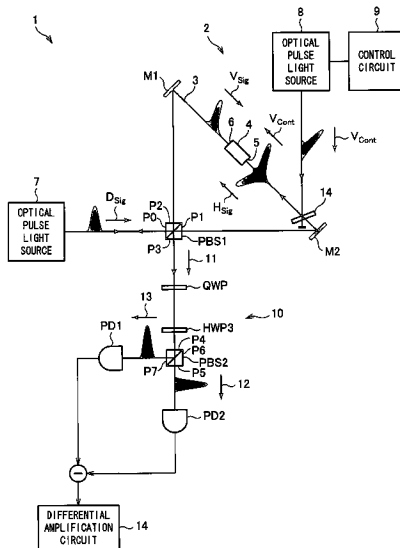 1
2
8
9
OPTICAL
PULSE
LIGHT
SOURCE
CONTROL
CIRCUIT
M1
3
V_Sig
6
4
V_Cont
5
V_Cont
H_Sig
14
M2
7
OPTICAL
PULSE
LIGHT
SOURCE
D_Sig
P2
P0
P1
P3
PBS1
11
QWP
13
10
HWP3
PD1
P4
P6
P7
PBS2
P5
12
PD2
DIFFERENTIAL
AMPLIFICATION
CIRCUIT
14